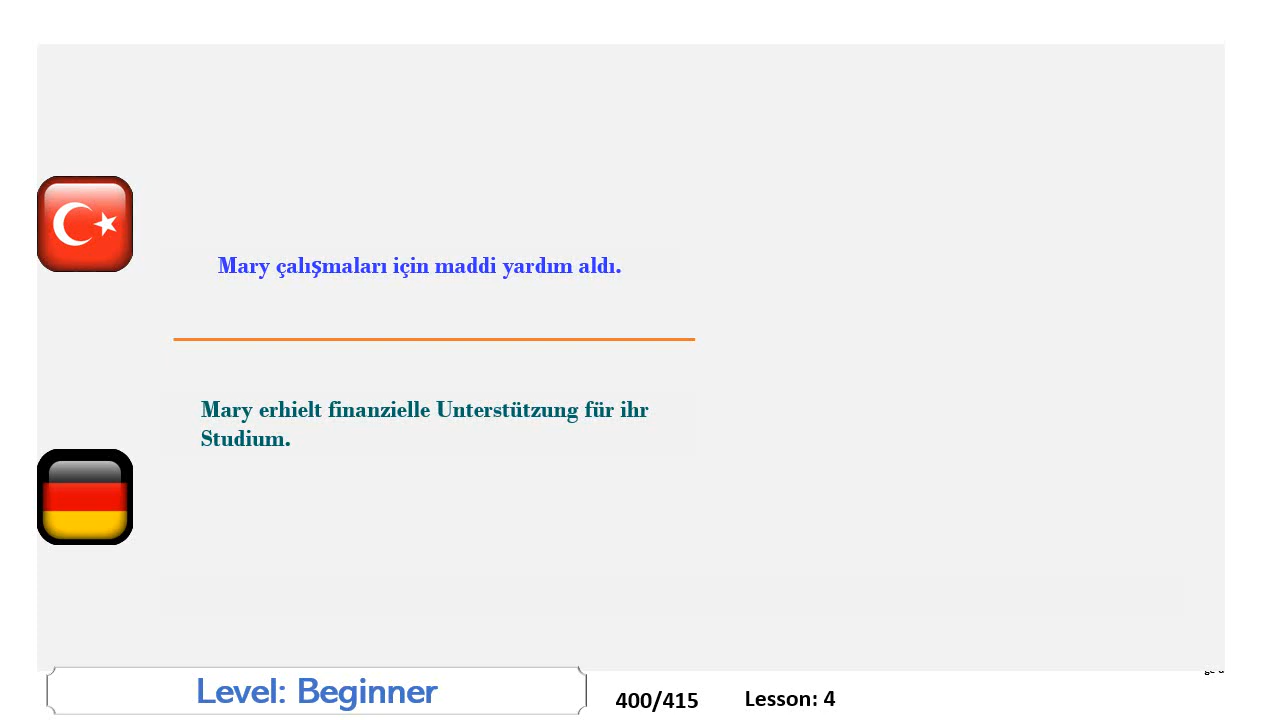 Mary çalışmaları için maddi yardım aldı.
Mary erhielt finanzielle Unterstützung für ihr
Studium.
Level: Beginner
400/415
Lesson: 4